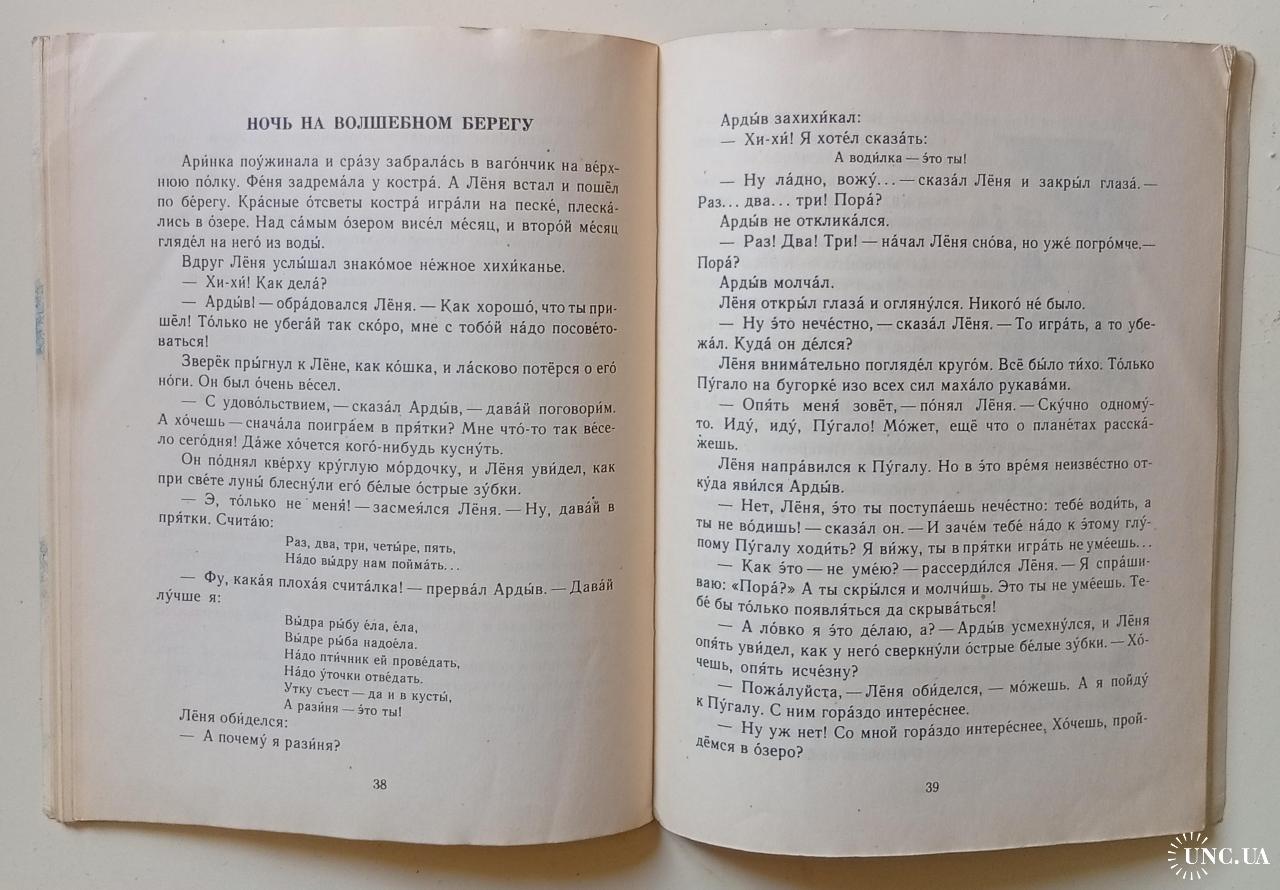 НОЧЬ НА ВОЛШЕБНОМ БЕРЕГУ
Ари́нка поу́жинала и сра́зу забрала́сь в ваго́нчик на ве́рх-
нюю по́лку. Фе́ня задрема́ла у костра́. А Лёня встал и пошёл
по бе́регу. Кра́сные о́тсветы костра́ игра́ли на песке́, плеска́-
лись в о́зере. Над са́мым о́зером висе́л ме́сяц, и второ́й ме́сяц
гляде́л на него́ из воды́.
Вдруг Лёня услы́шал знако́мое не́жное хихи́канье.
— Хи-хи́! Как дела́?
— Арды́в! — обра́довался Лёня. — Как хорошо́, что ты при-
шёл! То́лько не убега́й так ско́ро, мне с тобо́й на́до посове́то-
ваться!
Зверёк пры́гнул к Лёне, как ко́шка, и ла́сково потёрся о его́
но́ги. Он был о́чень ве́сел.
— С удово́льствием, — сказа́л Арды́в, — дава́й поговори́м.
А хо́чешь — снача́ла поигра́ем в пря́тки? Мне что́-то так ве́се-
ло сего́дня! Да́же хо́чется кого́-нибудь кусну́ть.
Он по́днял кве́рху кру́глую мо́рдочку, и Лёня уви́дел, как
при све́те луны́ блесну́ли его́ бе́лые о́стрые зу́бки.
— Э, то́лько не меня́! — засмея́лся Лёня. — Ну, дава́й в
пря́тки. Счита́ю:
Раз, два, три, четы́ре, пять,
На́до вы́дру нам пойма́ть...
— Фу, кака́я плоха́я счита́лка! — прерва́л Арды́в. — Дава́й
лу́чше я:
Вы́дра ры́бу е́ла, е́ла,
Вы́дре ры́ба надое́ла.
На́до пти́чник ей прове́дать,
На́до у́точки отве́дать.
Утку съест — да и в кусты́,
А рази́ня — э́то ты!
Лёня оби́делся:
— А почему́ я рази́ня?
38
Арды́в захихи́кал:
— Хи-хи́! Я хоте́л сказа́ть:
А води́лка — э́то ты!
— Ну ла́дно, вожу́... — сказа́л Лёня и закры́л глаза́. —
Раз... два... три! Пора́?
Арды́в не откликА́лся.
— Раз! Два! Три! — на́чал Лёня сно́ва, но уже́ погро́мче.—
Пора́?
Арды́в молча́л.
Лёня откры́л глаза́ и огляну́лся. Никого́ не́ было.
— Ну э́то нече́стно, — сказа́л Лёня. — То игра́ть, а то убе-
жа́л. Куда́ он де́лся?
Лёня внима́тельно погляде́л круго́м. Всё бы́ло ти́хо. То́лько
Пу́гало на бугорке́ изо всех сил маха́ло рукава́ми.
— Опя́ть меня́ зовёт, — по́нял Лёня. — Ску́чно одному́-
то. Иду́, иду́, Пу́гало! Мо́жет, ещё что о плане́тах расска́-
жешь.
Лёня напра́вился к Пу́галу. Но в э́то вре́мя неизве́стно от-
ку́да яви́лся Арды́в.
— Нет, Лёня, э́то ты поступа́ешь нече́стно: тебе́ води́ть, а
ты не во́дишь! — сказа́л он. — И заче́м тебе́ на́до к э́тому глу́-
пому Пу́галу ходи́ть? Я ви́жу, ты в пря́тки игра́ть не уме́ешь...
— Как э́то — не уме́ю? — рассерди́лся Лёня. — Я спра́ши-
ваю: «Пора́?» А ты скры́лся и молчи́шь. Это ты не уме́ешь. Те-
бе́ бы то́лько появля́ться да скрыва́ться!
— А ло́вко я э́то де́лаю, а? — Арды́в усмехну́лся, и Лёня
опя́ть уви́дел, как у него́ сверкну́ли о́стрые бе́лые зу́бки. — Хо́-
чешь, опя́ть исче́зну?
— Пожа́луйста, — Лёня оби́делся, — мо́жешь. А я пойду́
к Пу́галу. С ним гора́здо интере́снее.
— Ну уж нет! Со мной гора́здо интере́снее, Хо́чешь, прой-
дёмся в о́зеро?
39
UNC.UA